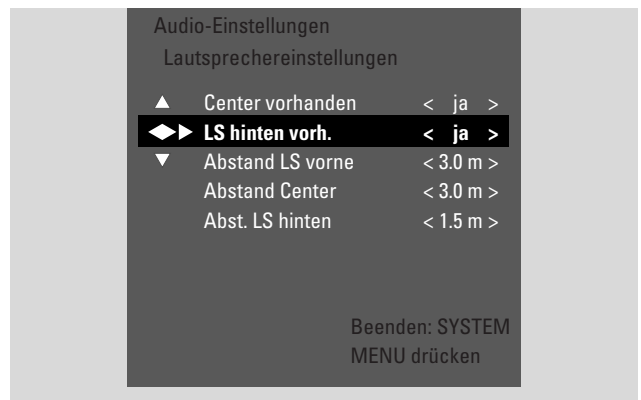 Audio-Einstellungen
Lautsprechereinstellungen
Center vorhanden < ja >
LS hinten vorh. < ja >
Abstand LS vorne < 3.0 m >
Abstand Center < 3.0 m >
Abst. LS hinten < 1.5 m >
Beenden: SYSTEM
MENU drücken